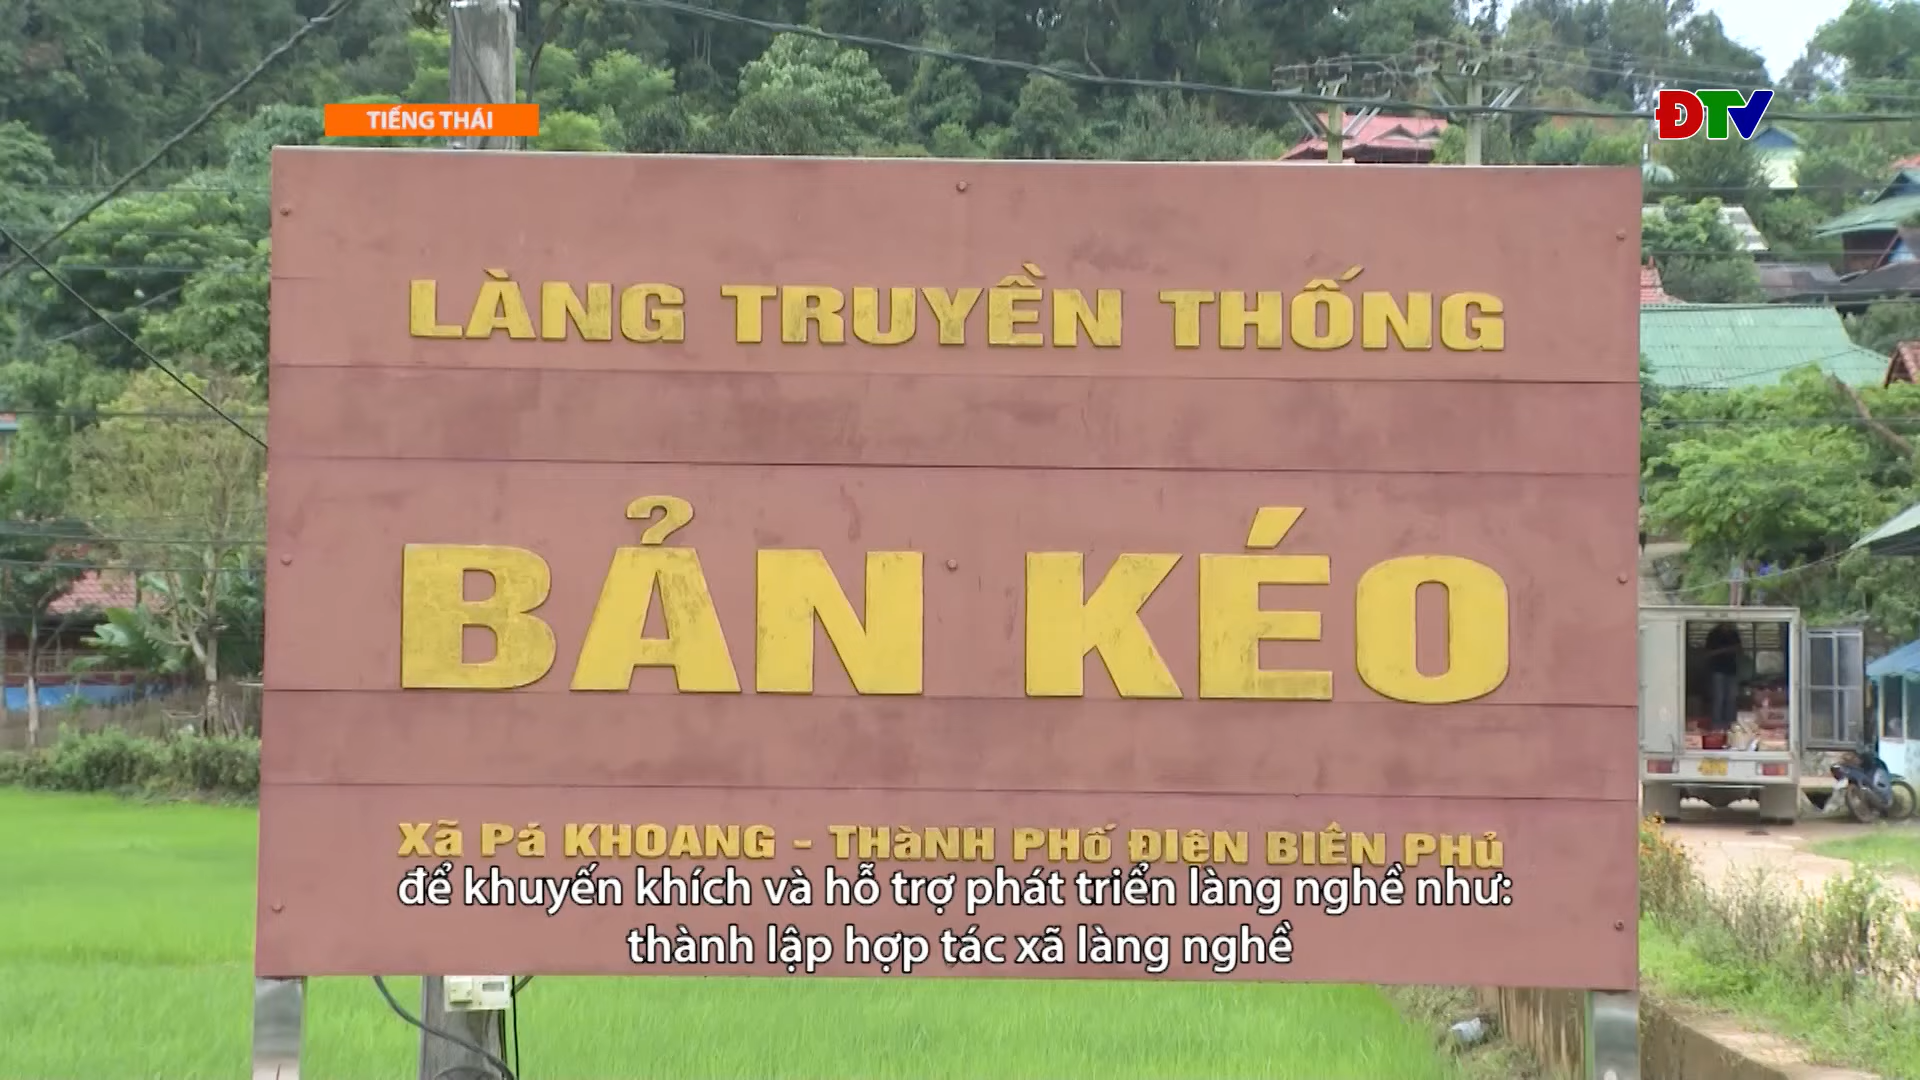 TIẾNG THÁI
ĐTV
LÀNG TRUYỀN THỐNG
BẢN KÉO
Xã Pá KHOANG - THàNH PHố ĐIệN BIÊN PHủ
để khuyến khích và hỗ trợ phát triển làng nghề như:
thành lập hợp tác xã làng nghề